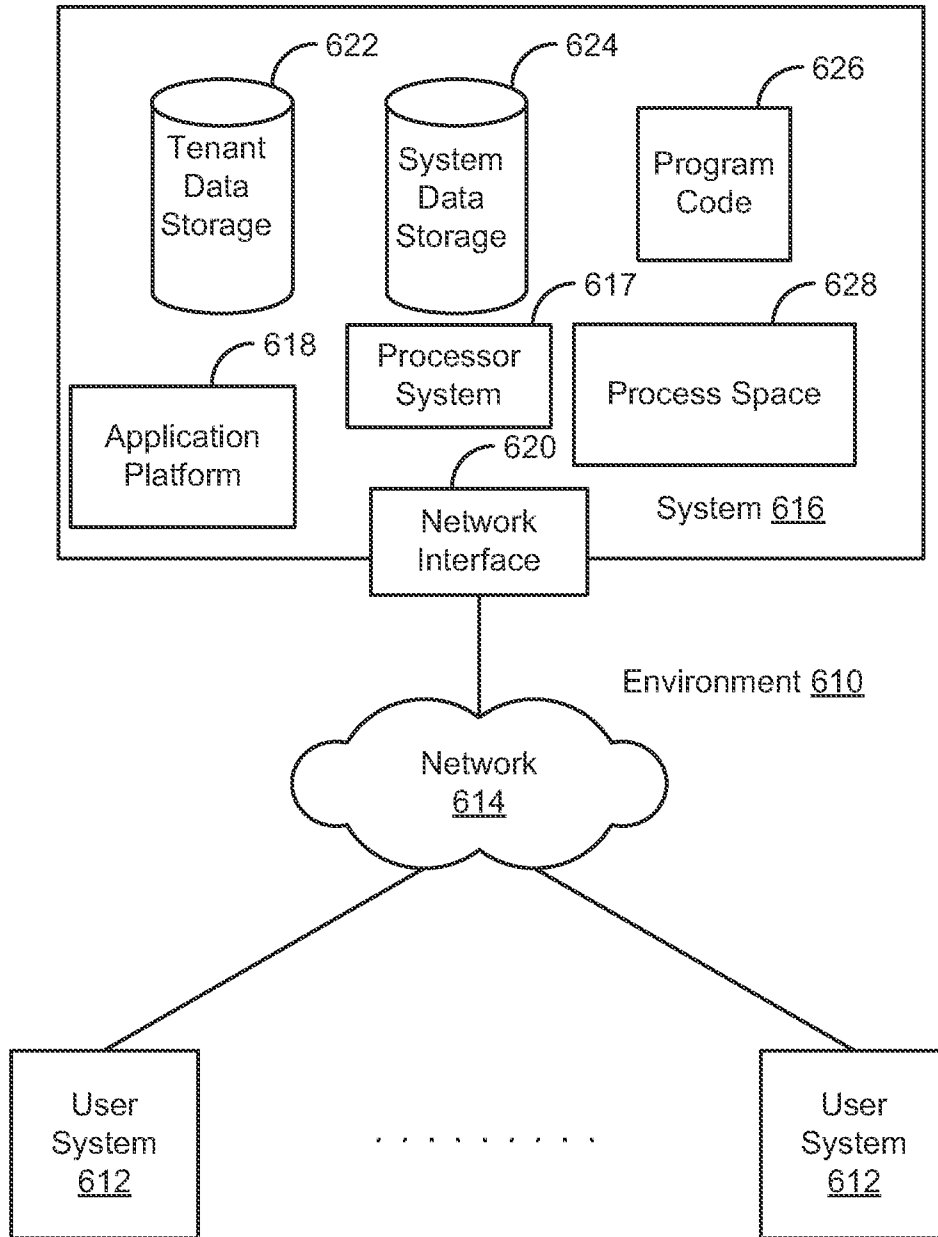 622
624
626
Tenant
Data
Storage
System
Data
Storage
Program
Code
617
628
618
Processor
System
Process Space
Application
Platform
620
Network
Interface
System 616
Environment 610
Network
614
User
System
612
. . . . . . . . . .
User
System
612